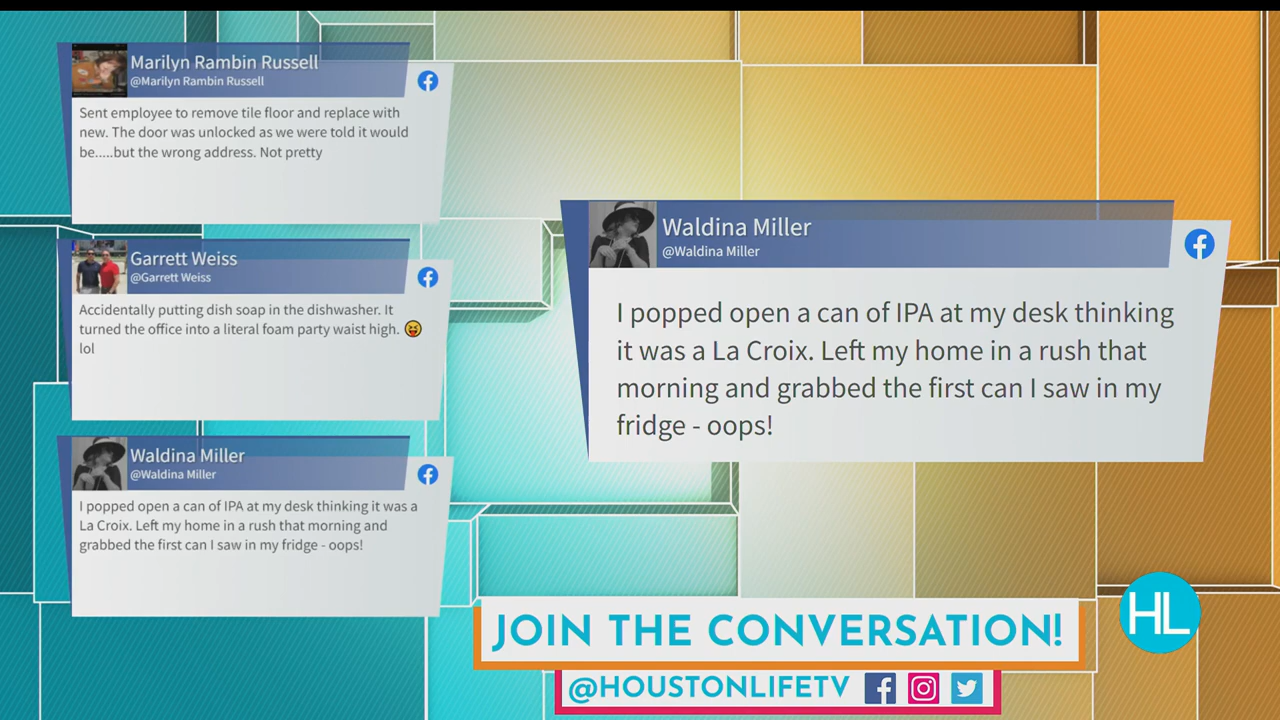 Marilyn Rambin Russell
@Marilyn Rambin Russell
Sent employee to remove tile floor and replace with
new. The door was unlocked as we were told it would
be.....but the wrong address. Not pretty
Garrett Weiss
@Garrett Weiss
Accidentally putting dish soap in the dishwasher. It
turned the office into a literal foam party waist high. 😝
lol
Waldina Miller
@Waldina Miller
I popped open a can of IPA at my desk thinking it was a
La Croix. Left my home in a rush that morning and
grabbed the first can I saw in my fridge - oops!
Waldina Miller
@Waldina Miller
I popped open a can of IPA at my desk thinking
it was a La Croix. Left my home in a rush that
morning and grabbed the first can I saw in my
fridge - oops!
JOIN THE CONVERSATION!
@HOUSTONLIFETV
HL